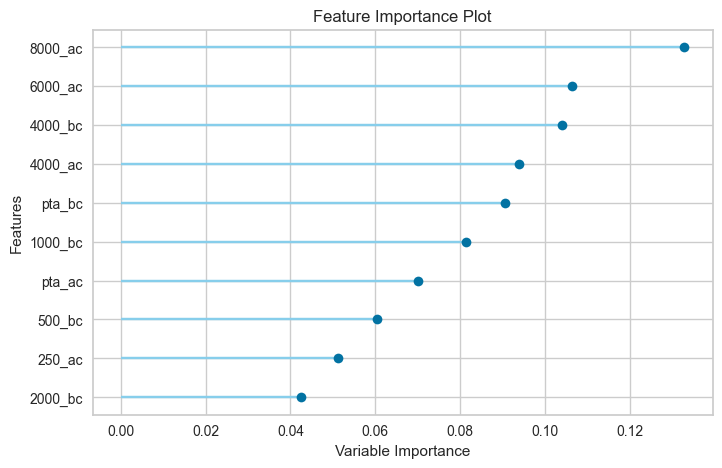 Feature Importance Plot
Features
8000_ac
6000_ac
4000_bc
4000_ac
pta_bc
1000_bc
pta_ac
500_bc
250_ac
2000_bc
0.00 0.02 0.04 0.06 0.08 0.10 0.12
Variable Importance